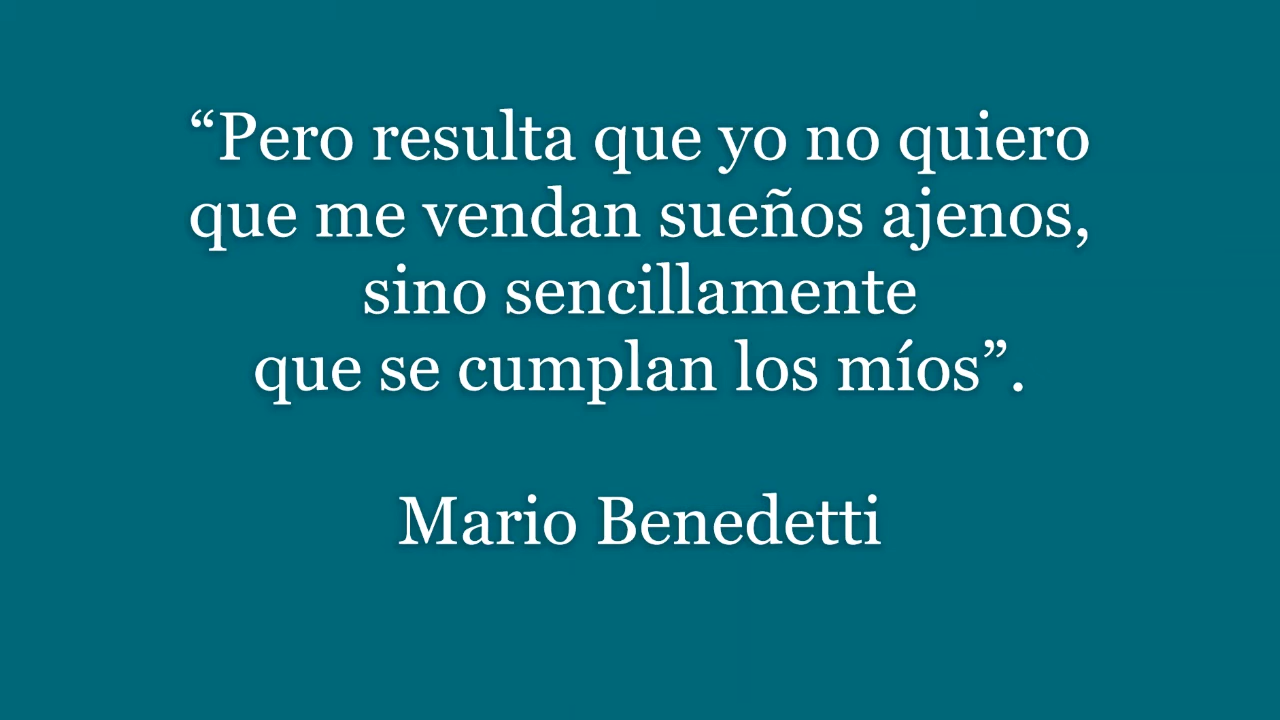 “Pero resulta que yo no quiero
que me vendan sueños ajenos,
sino sencillamente
que se cumplan los míos”.
Mario Benedetti